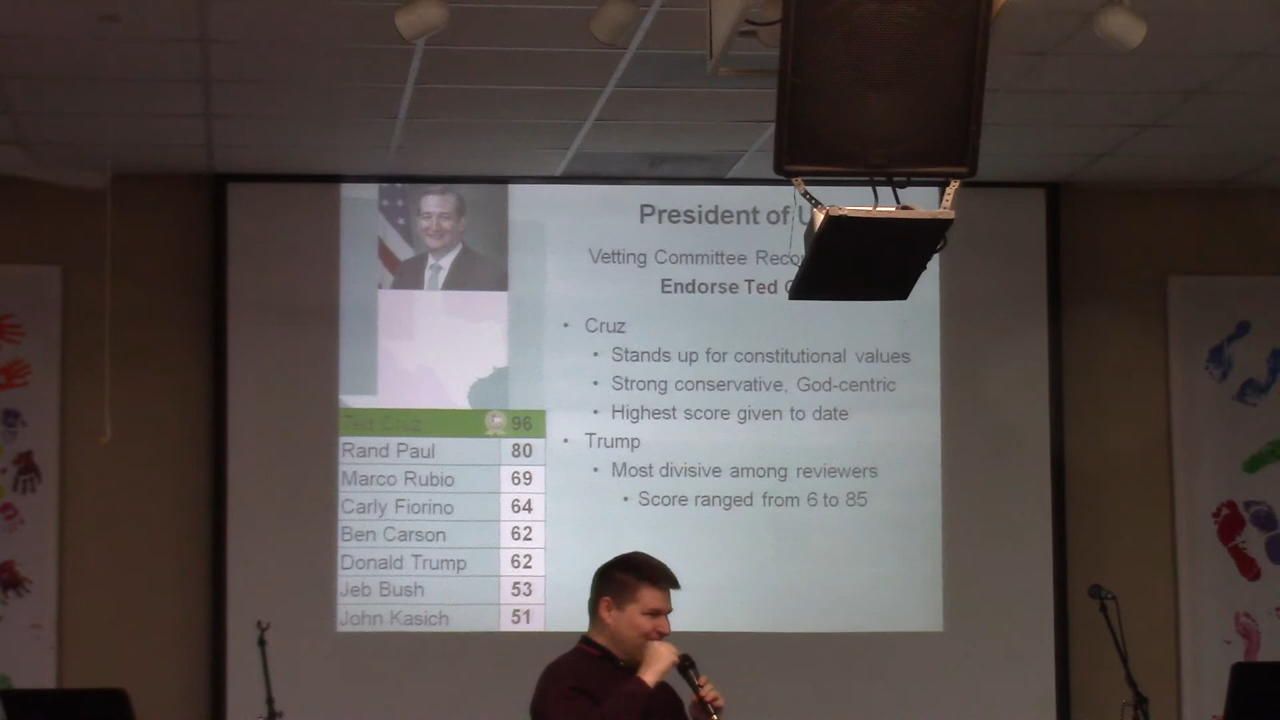 President of U
Vetting Committee Reco
Endorse Ted C
• Cruz
• Stands up for constitutional values
• Strong conservative, God-centric
• Highest score given to date
• Trump
• Most divisive among reviewers
• Score ranged from 6 to 85
Ted Cruz 96
Rand Paul 80
Marco Rubio 69
Carly Fiorino 64
Ben Carson 62
Donald Trump 62
Jeb Bush 53
John Kasich 51